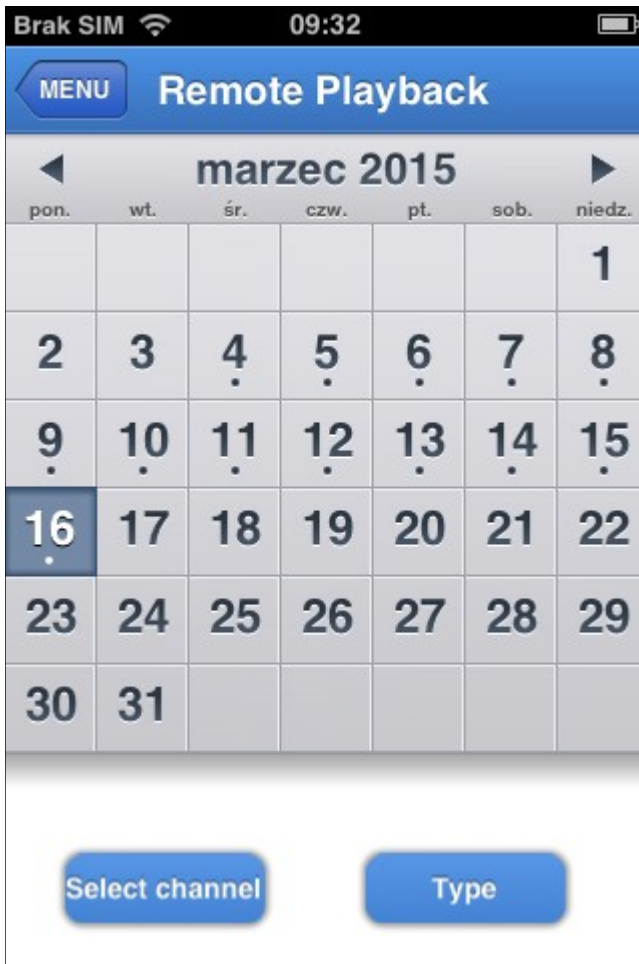 Brak SIM 09:32
MENU Remote Playback
marzec 2015
pon. wt. śr. czw. pt. sob. niedz.
1
2 3 4 5 6 7 8
9 10 11 12 13 14 15
16 17 18 19 20 21 22
23 24 25 26 27 28 29
30 31
Select channel Type